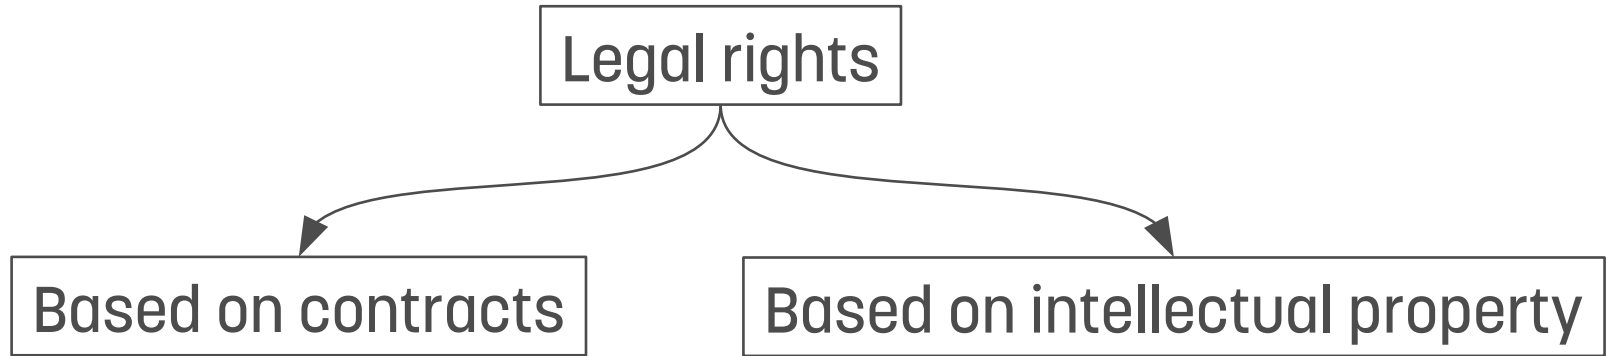 Legal rights
Based on contracts
Based on intellectual property